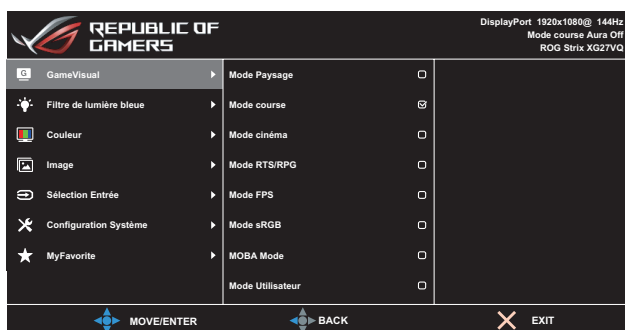 REPUBLIC OF
GAMERS
DisplayPort 1920x1080@ 144Hz
Mode course Aura Off
ROG Strix XG27VQ
G
GameVisual
Filtre de lumière bleue
Couleur
Image
Sélection Entrée
Configuration Système
MyFavorite
Mode Paysage
Mode course
Mode cinéma
Mode RTS/RPG
Mode FPS
Mode sRGB
MOBA Mode
Mode Utilisateur
MOVE/ENTER
BACK
EXIT